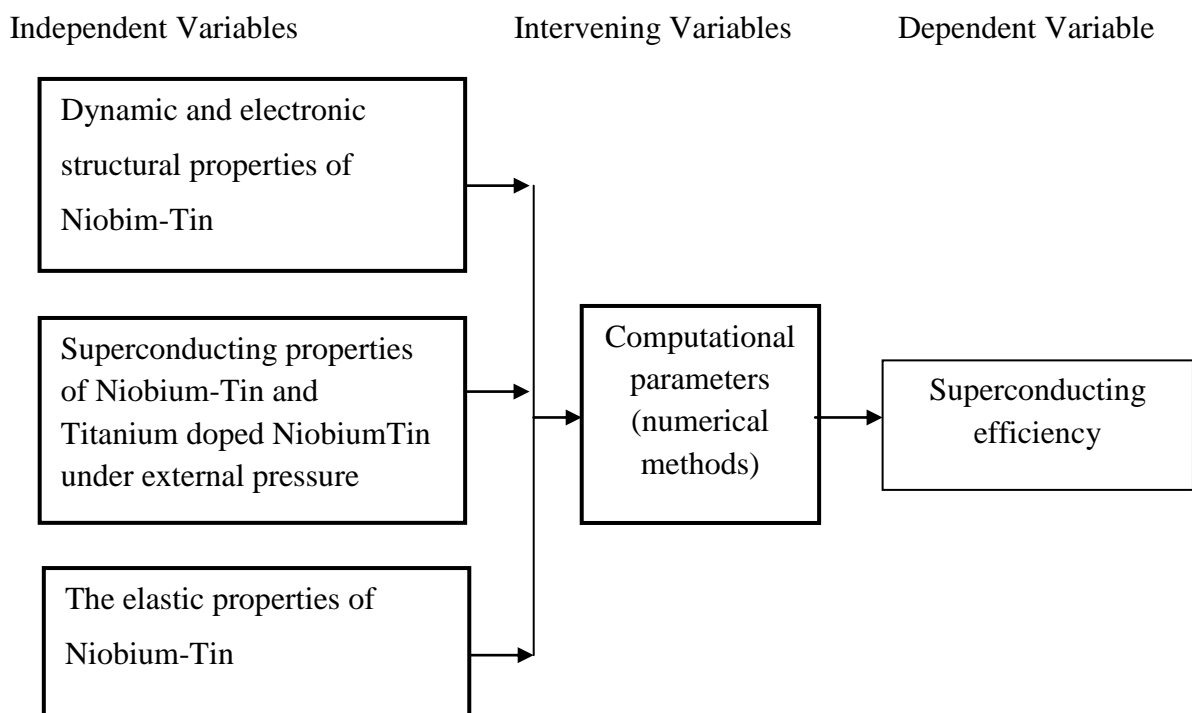 Independent Variables
Intervening Variables
Dependent Variable
Dynamic and electronic
structural properties of
Niobim-Tin
Superconducting properties
of Niobium-Tin and
Titanium doped NiobiumTin
under external pressure
The elastic properties of
Niobium-Tin
Computational
parameters
(numerical
methods)
Superconducting
efficiency